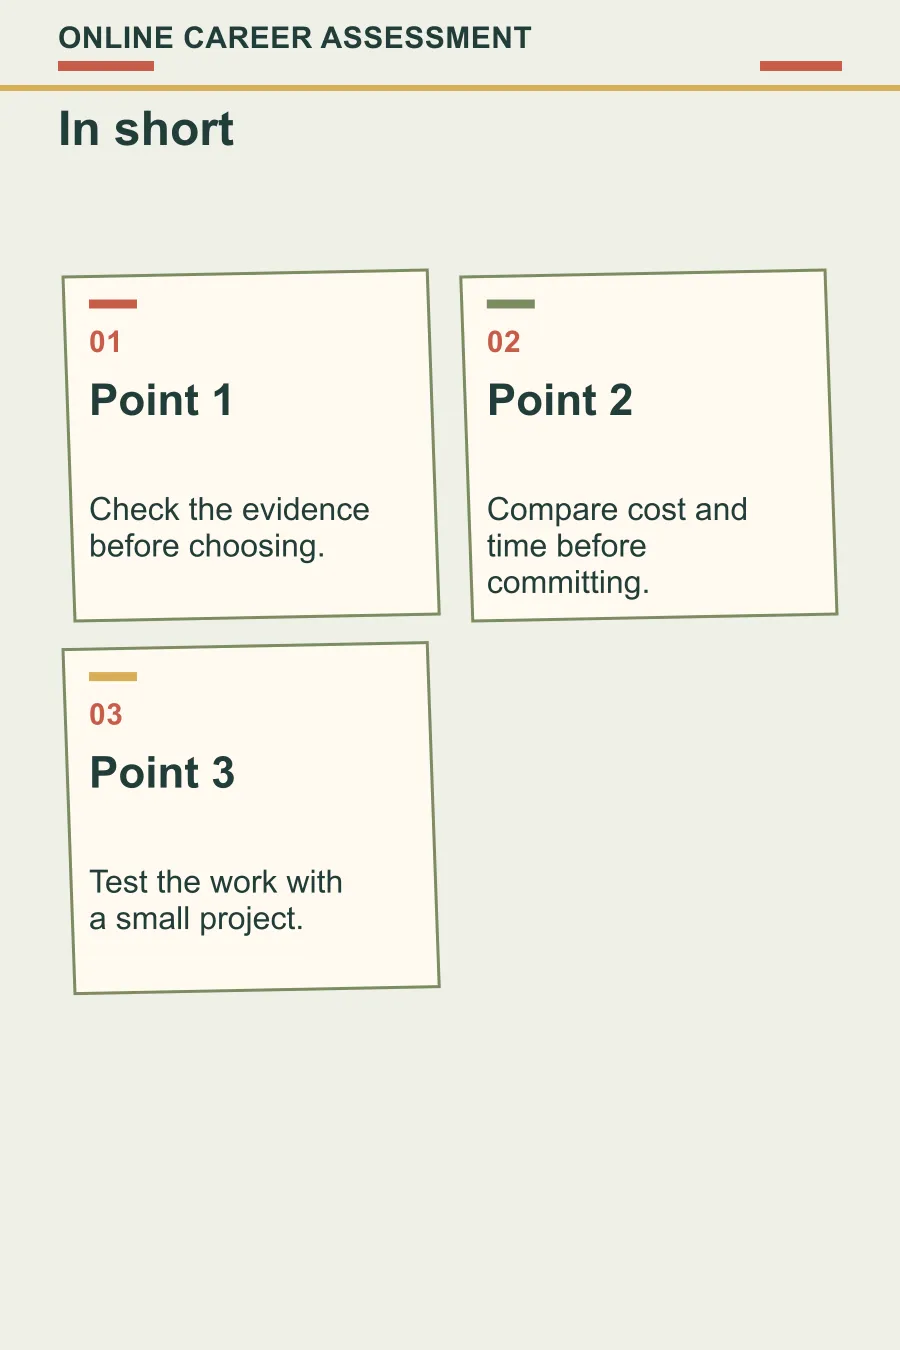 ONLINE CAREER ASSESSMENT
In short
01
Point 1
Check the evidence
before choosing.
02
Point 2
Compare cost and
time before
committing.
03
Point 3
Test the work with
a small project.